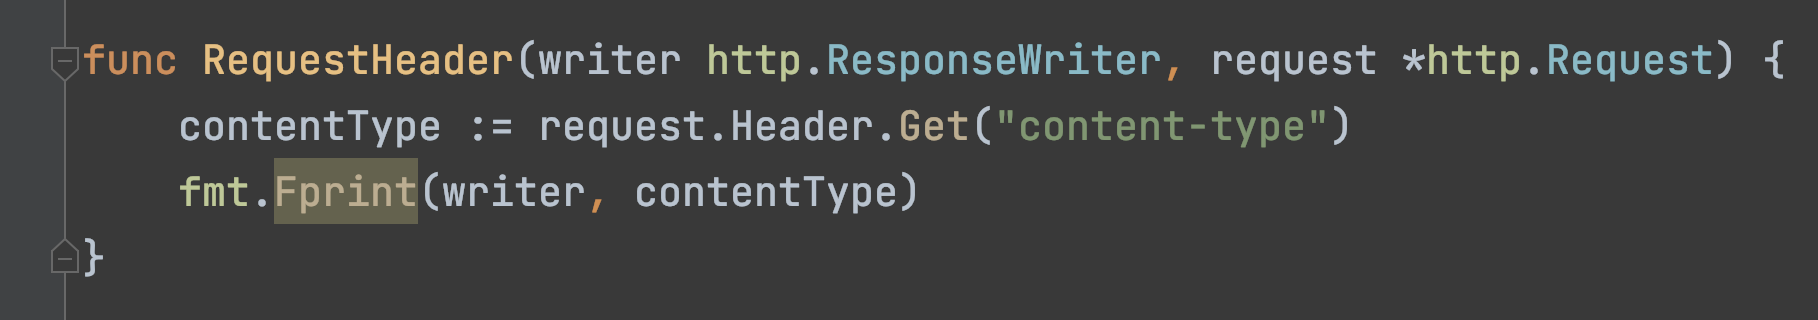 func RequestHeader(writer http.ResponseWriter, request *http.Request) {
    contentType := request.Header.Get("content-type")
    fmt.Fprint(writer, contentType)
}